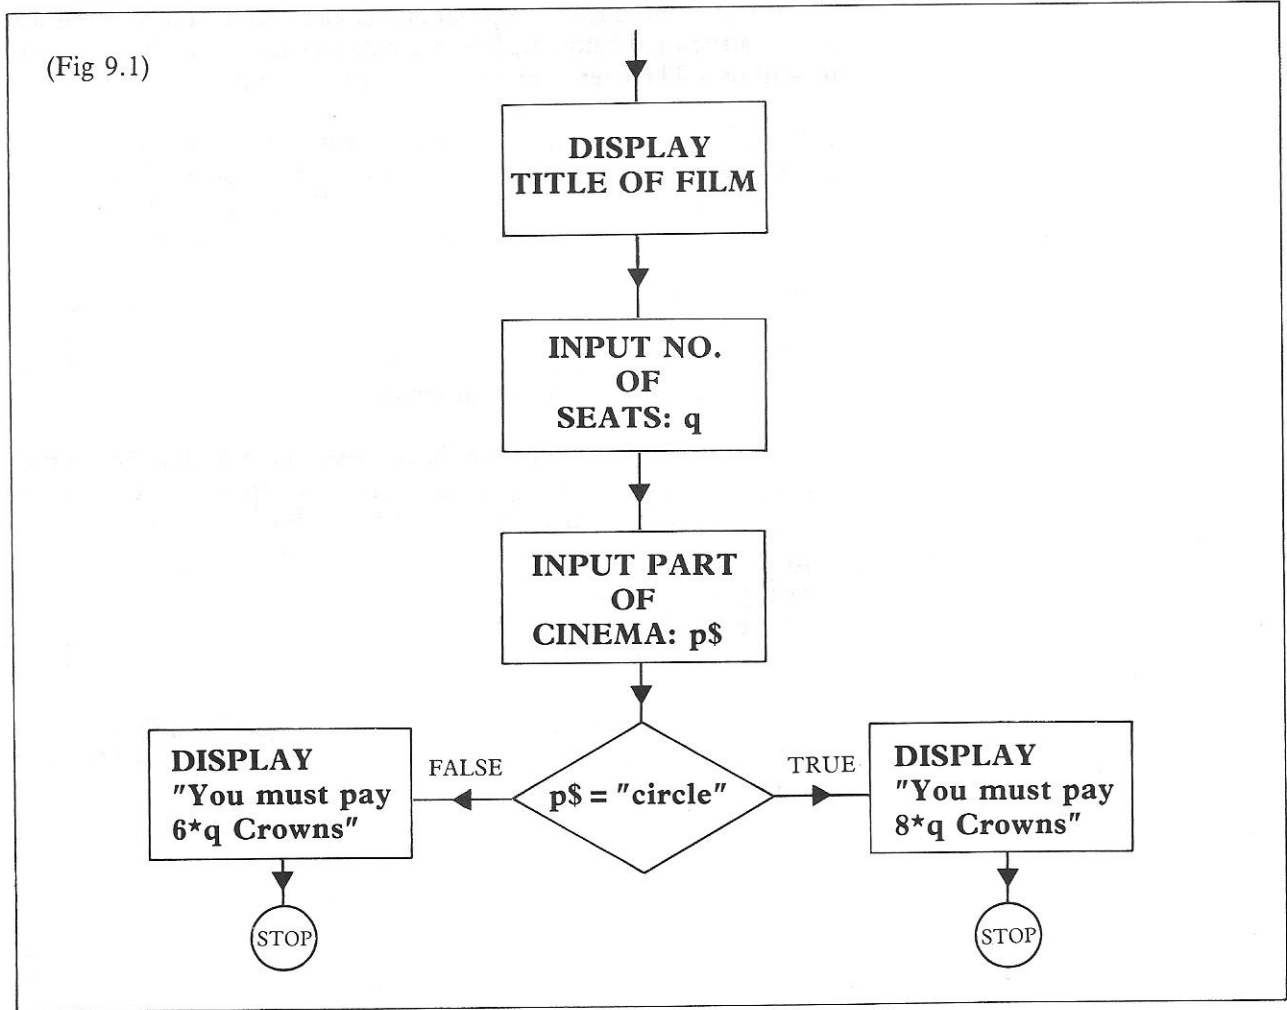 (Fig 9.1)
DISPLAY
TITLE OF FILM
INPUT NO.
OF
SEATS: q
INPUT PART
OF
CINEMA: p$
p$ = "circle"
FALSE
DISPLAY
"You must pay
6*q Crowns"
STOP
TRUE
DISPLAY
"You must pay
8*q Crowns"
STOP